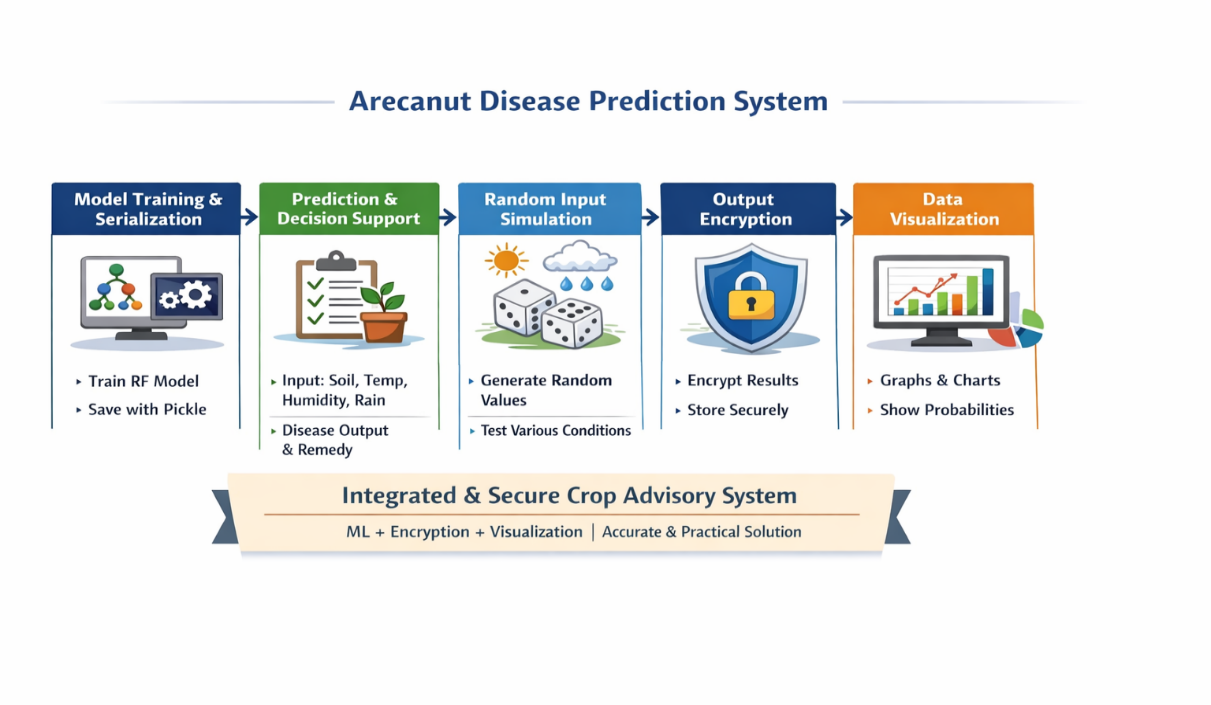 Arecanut Disease Prediction System
Model Training &
Serialization
Train RF Model
Save with Pickle
Prediction &
Decision Support
Input: Soil, Temp,
Humidity, Rain
Disease Output
& Remedy
Random Input
Simulation
Generate Random
Values
Test Various Conditions
Output
Encryption
Encrypt Results
Store Securely
Data
Visualization
Graphs & Charts
Show Probabilities
Integrated & Secure Crop Advisory System
ML + Encryption + Visualization | Accurate & Practical Solution